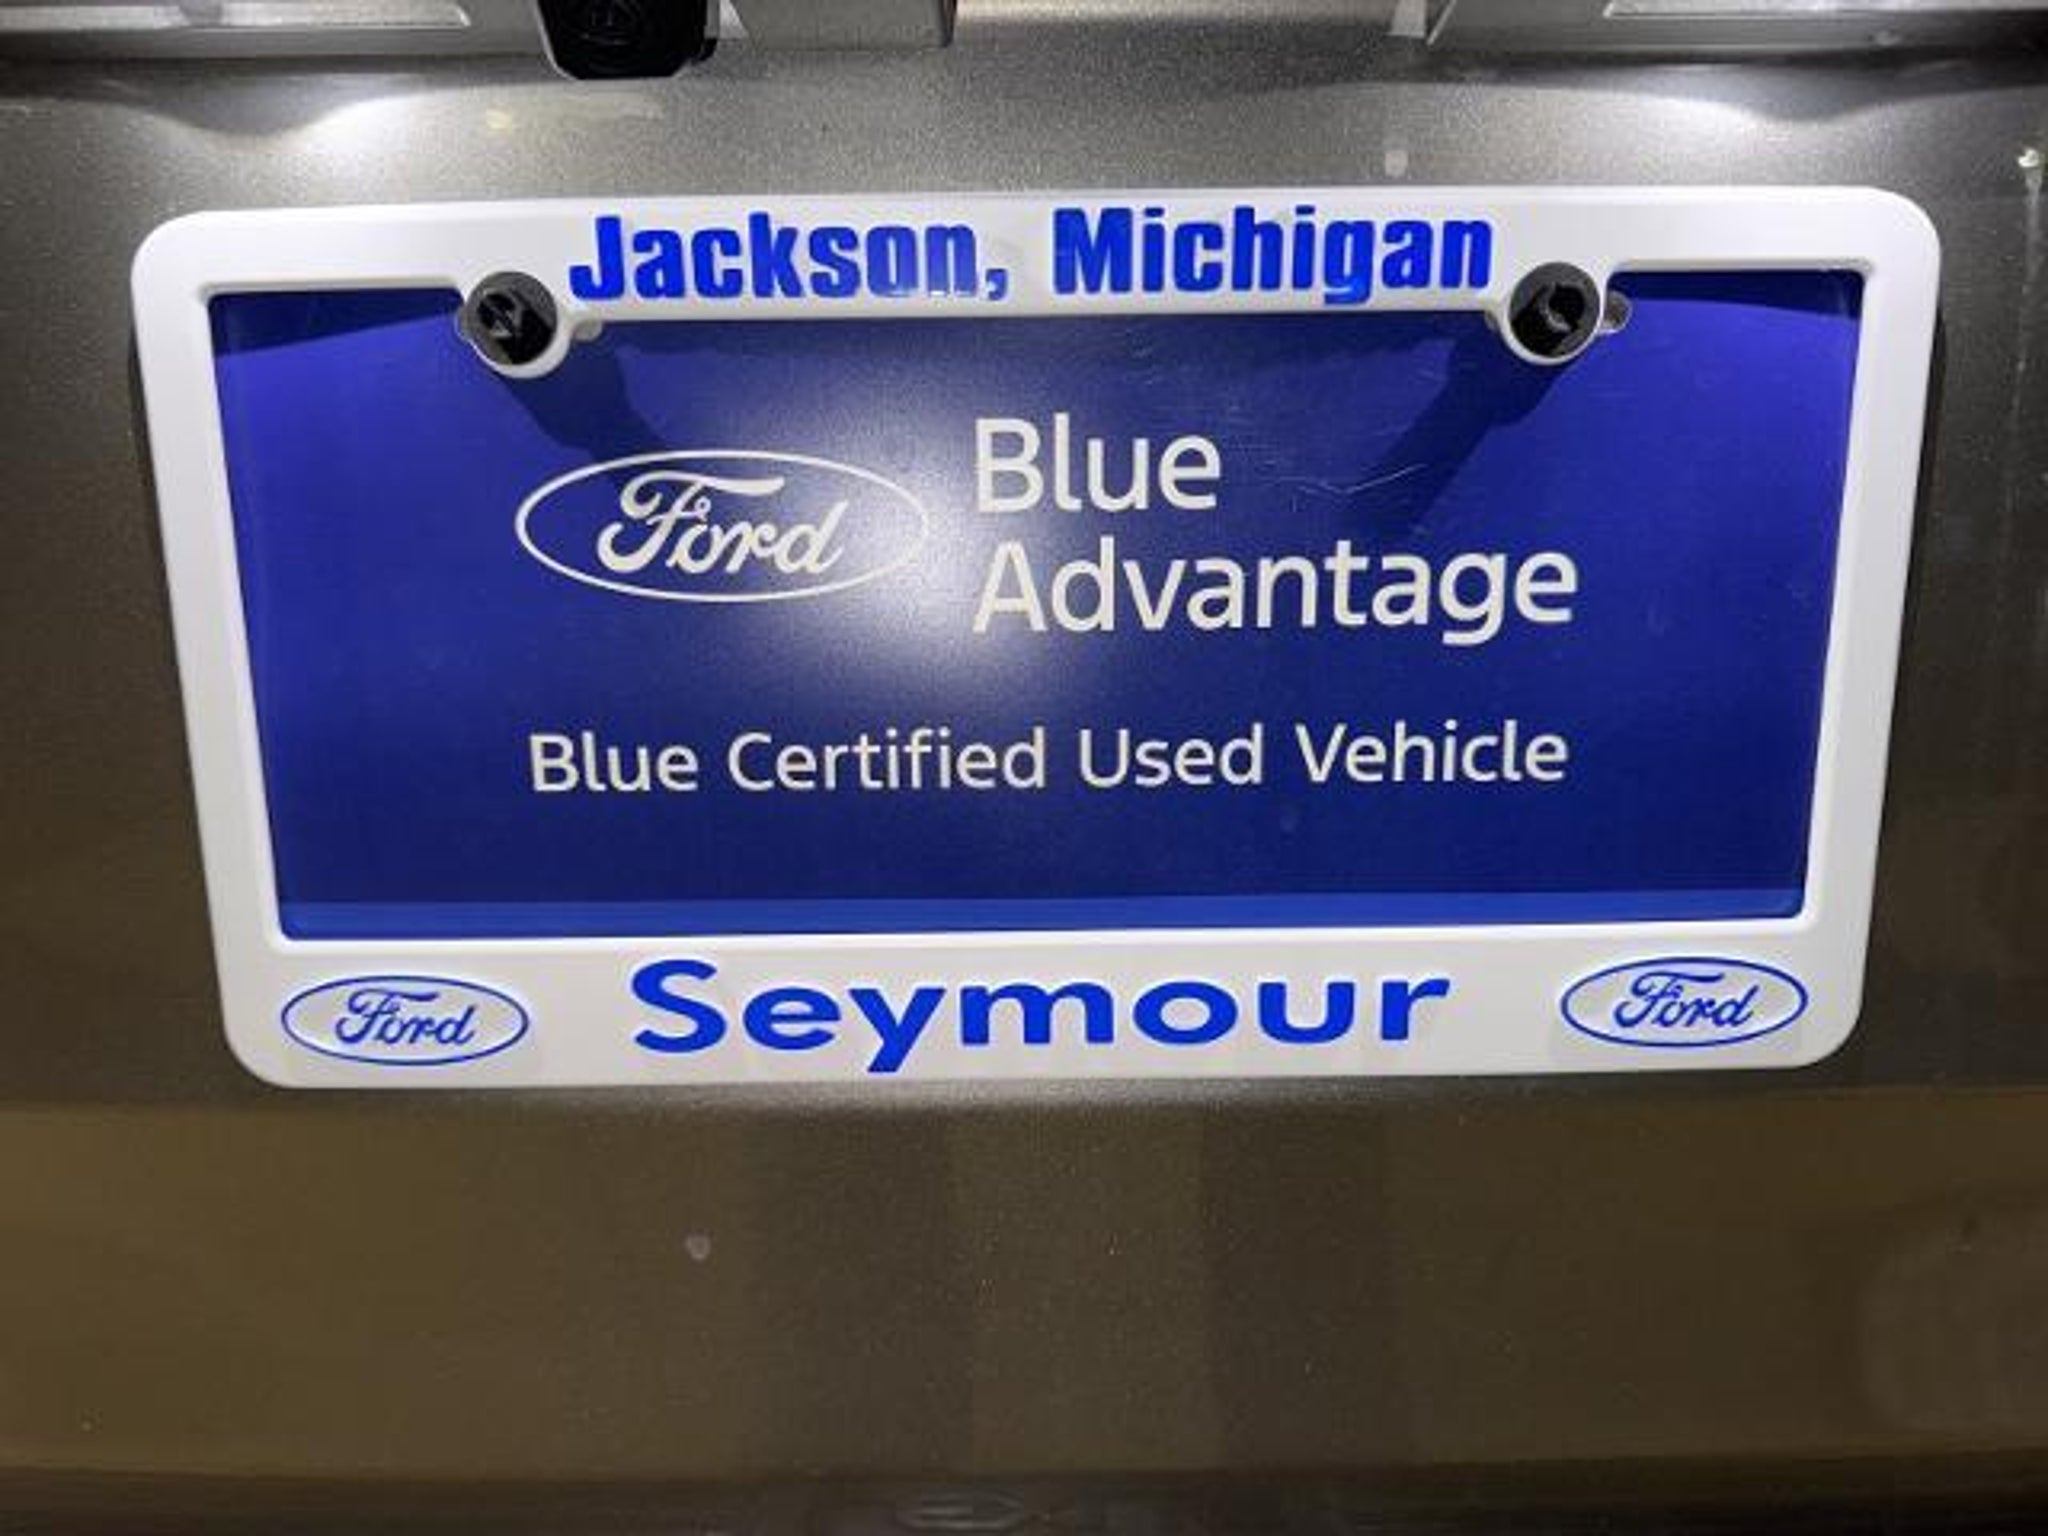 Jackson, Michigan
Ford
Blue
Advantage
Blue Certified Used Vehicle
Ford Seymour Ford